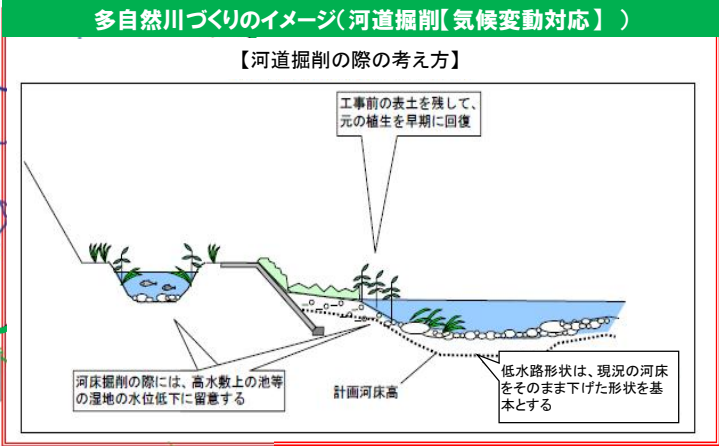 多自然川づくりのイメージ(河道掘削【気候変動対応】 )
【河道掘削の際の考え方】
工事前の表土を残して、
元の植生を早期に回復
河床掘削の際には、高水敷上の池等
の湿地の水位低下に留意する
計画河床高
低水路形状は、現況の河床
をそのまま下げた形状を基
本とする